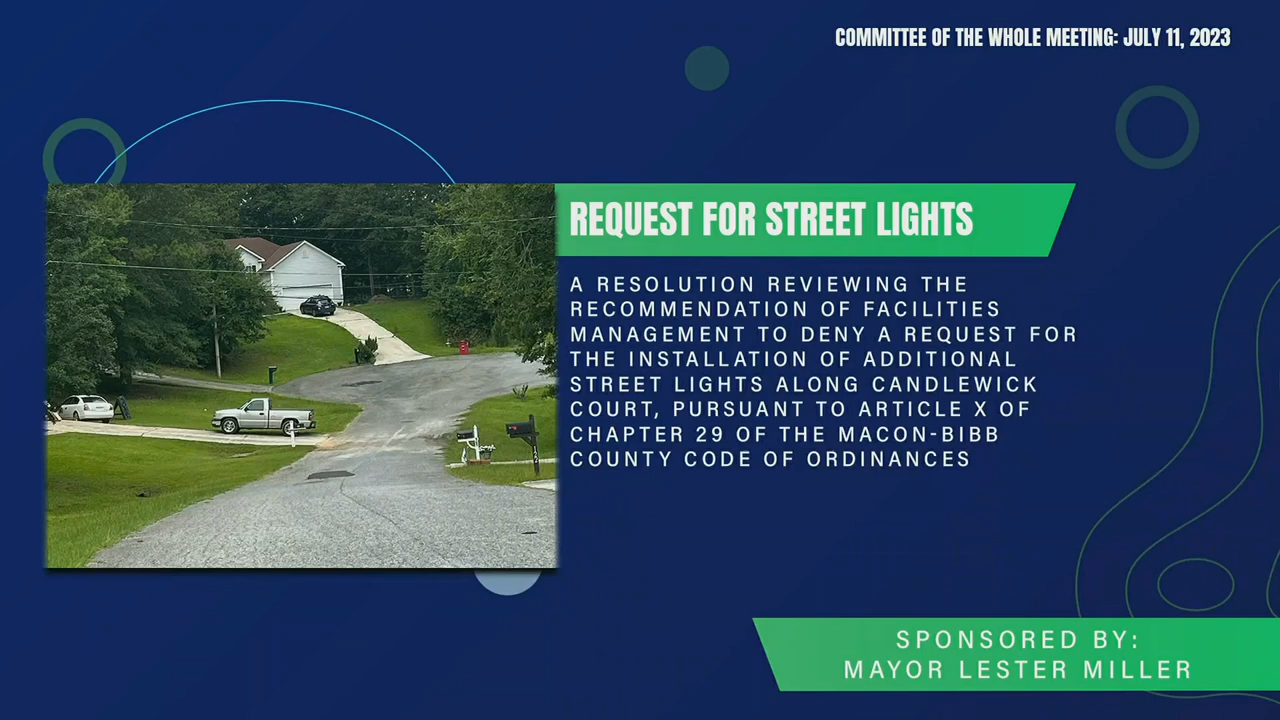 COMMITTEE OF THE WHOLE MEETING: JULY 11, 2023
REQUEST FOR STREET LIGHTS
A RESOLUTION REVIEWING THE
RECOMMENDATION OF FACILITIES
MANAGEMENT TO DENY A REQUEST FOR
THE INSTALLATION OF ADDITIONAL
STREET LIGHTS ALONG CANDLEWICK
COURT, PURSUANT TO ARTICLE X OF
CHAPTER 29 OF THE MACON-BIBB
COUNTY CODE OF ORDINANCES
SPONSORED BY:
MAYOR LESTER MILLER